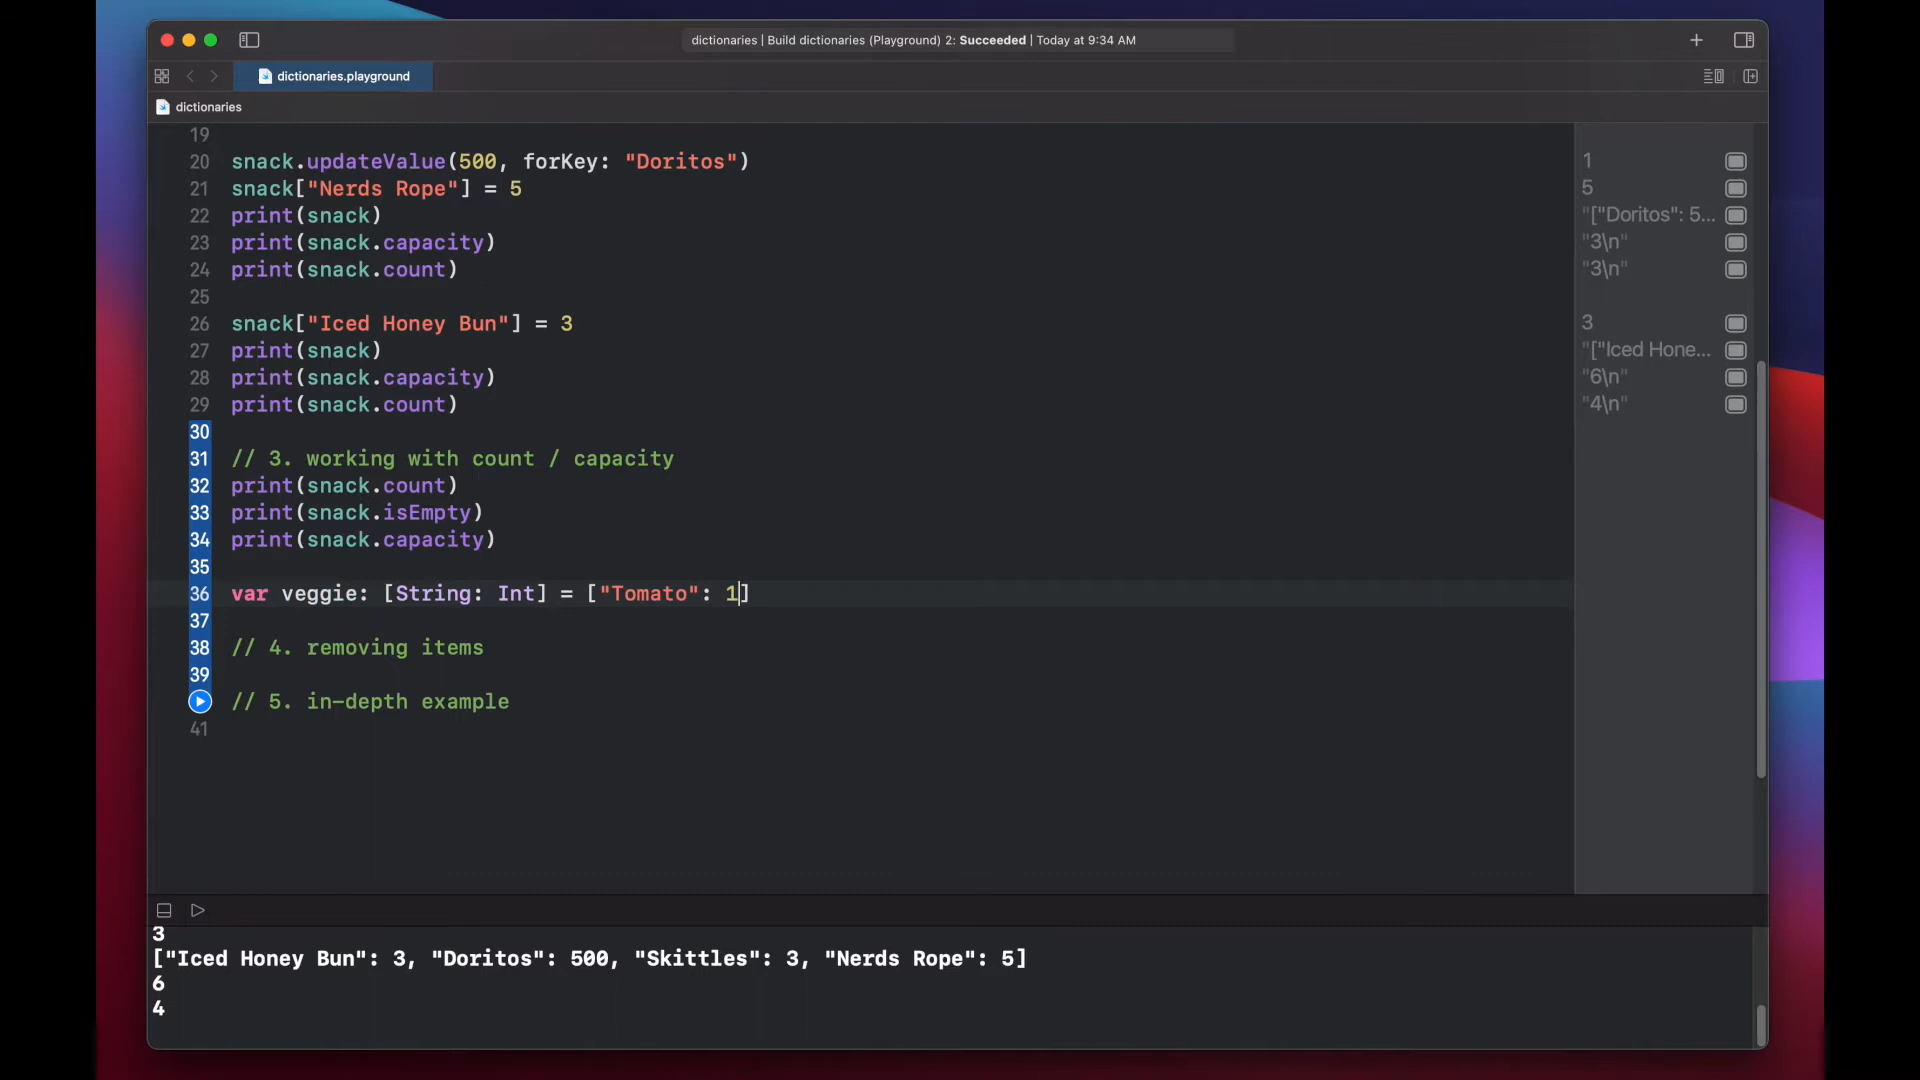 dictionaries | Build dictionaries (Playground) 2: Succeeded | Today at 9:34 AM
dictionaries.playground
dictionaries
19
20 snack.updateValue(500, forKey: "Doritos") 1
21 snack["Nerds Rope"] = 5 5
22 print(snack) "["Doritos": 5...
23 print(snack.capacity) "3\n"
24 print(snack.count) "3\n"
25
26 snack["Iced Honey Bun"] = 3 3
27 print(snack) "["Iced Hone...
28 print(snack.capacity) "6\n"
29 print(snack.count) "4\n"
30
31 // 3. working with count / capacity
32 print(snack.count)
33 print(snack.isEmpty)
34 print(snack.capacity)
35
36 var veggie: [String: Int] = ["Tomato": 1]
37
38 // 4. removing items
39
// 5. in-depth example
41
3
["Iced Honey Bun": 3, "Doritos": 500, "Skittles": 3, "Nerds Rope": 5]
6
4